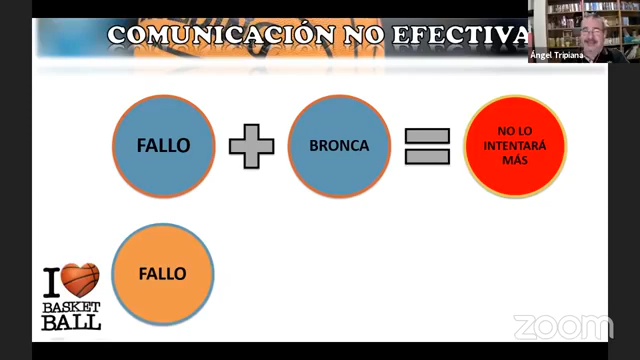 COMUNICACIÓN NO EFECTIVA
Ángel Tripiana
FALLO
BRONCA
NO LO
INTENTARÁ
MÁS
FALLO
I
BASKET
BALL
zoom